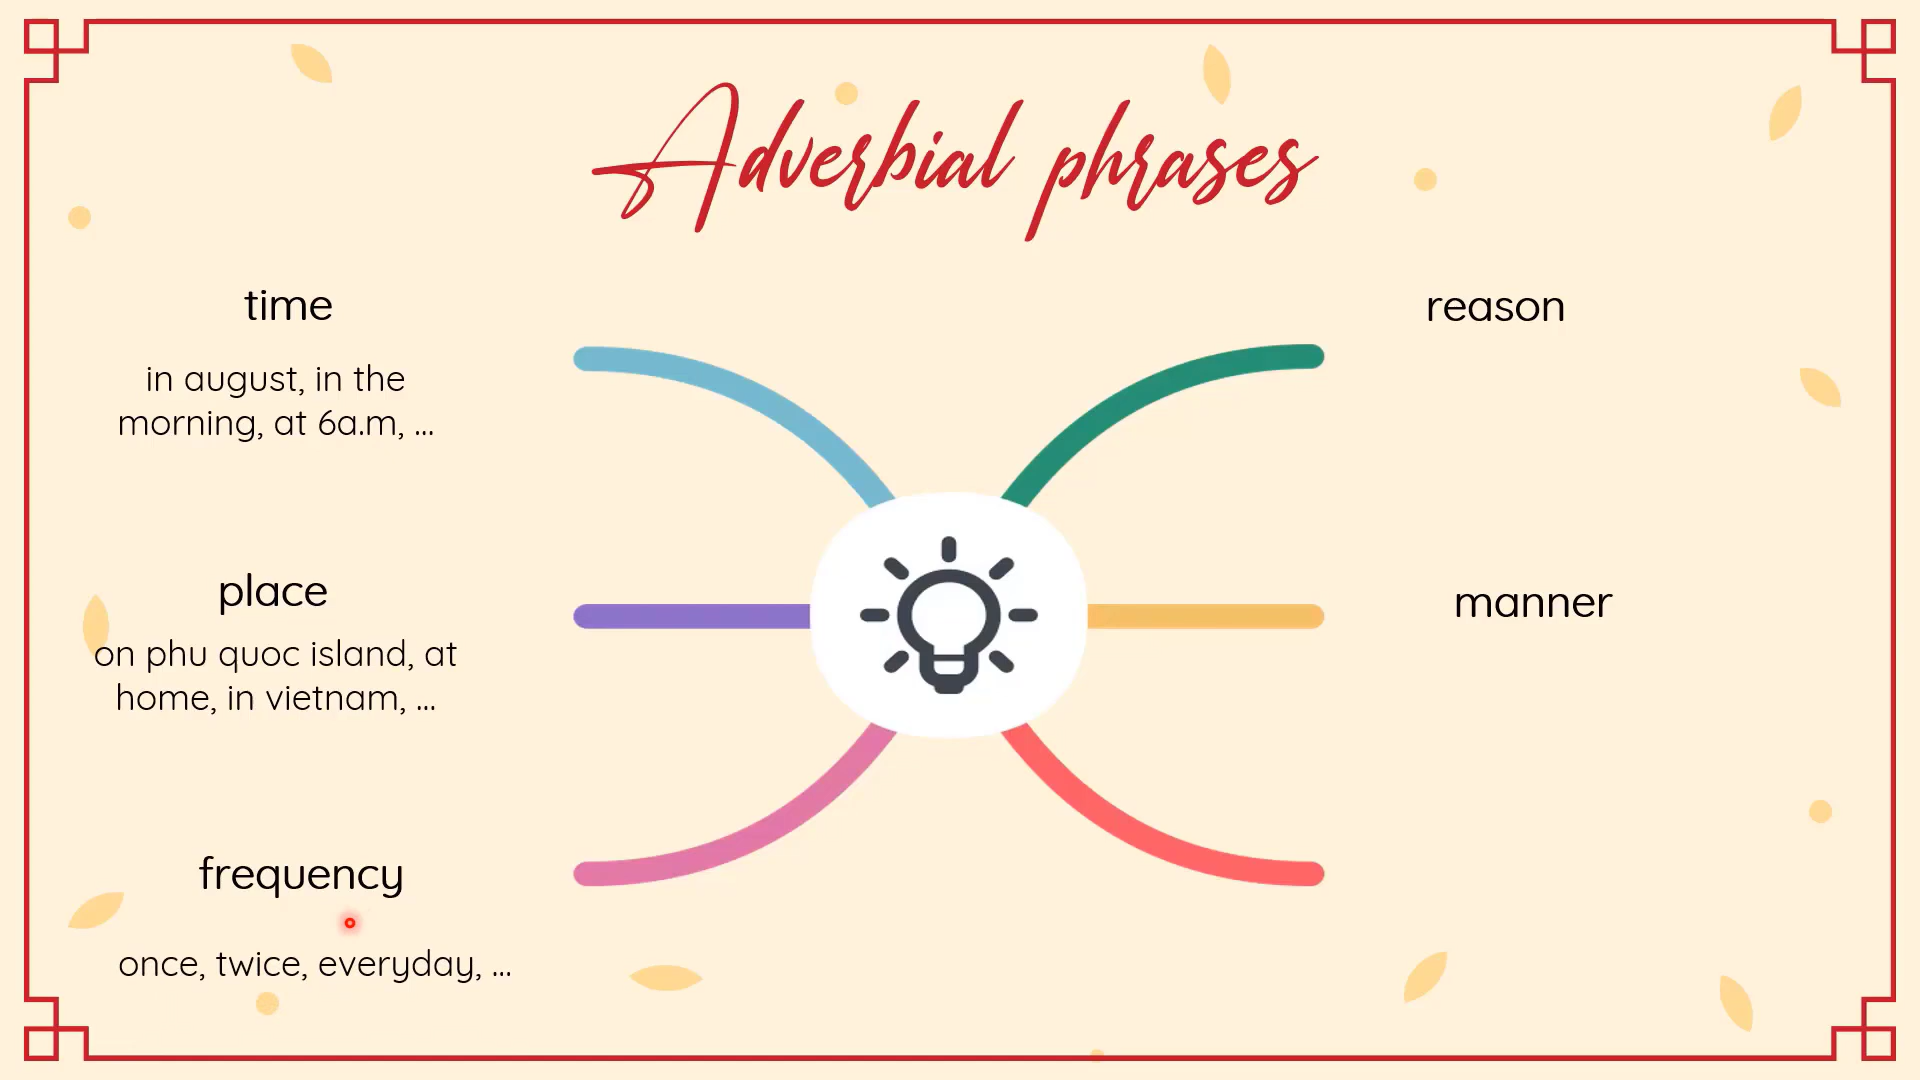 Adverbial phrases
time
in august, in the
morning, at 6a.m, ...
place
on phu quoc island, at
home, in vietnam, ...
frequency
once, twice, everyday, ...
reason
manner